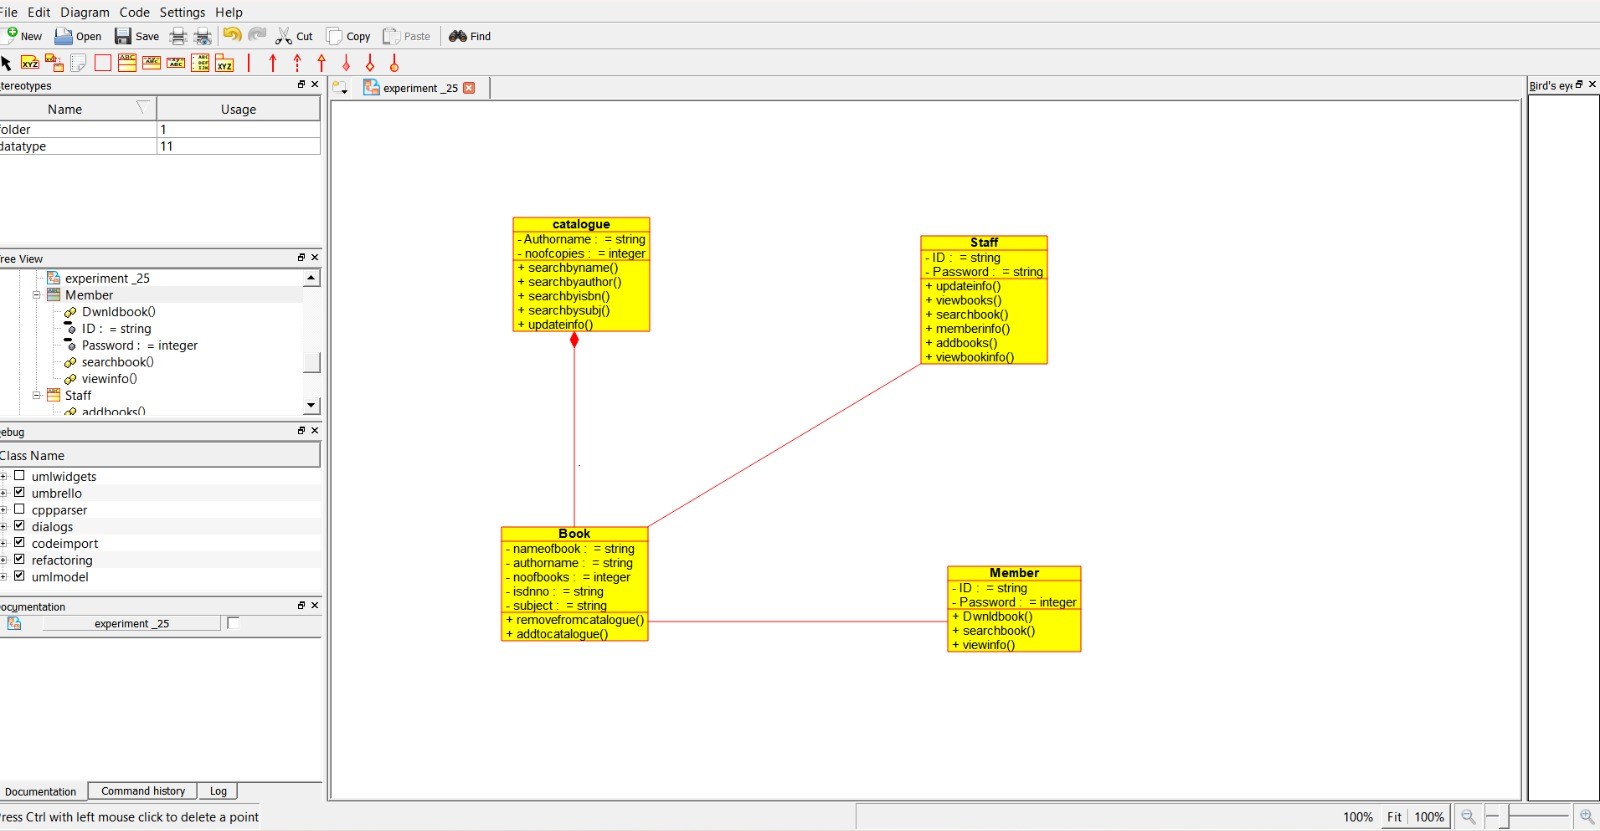 File Edit Diagram Code Settings Help
New Open Save Cut Copy Paste Find
XYZ
tereotypes
Name Usage
folder 1
datatype 11
ree View
experiment _25
Member
Dwnldbook()
ID : = string
Password : = integer
searchbook()
viewinfo()
Staff
addbooks()
ebug
Class Name
umlwidgets
umbrello
cppparser
dialogs
codeimport
refactoring
umlmodel
ocumentation
experiment _25
Documentation Command history Log
ress Ctrl with left mouse click to delete a point
experiment _25
catalogue
- Authorname : = string
- noofcopies : = integer
+ searchbyname()
+ searchbyauthor()
+ searchbyisbn()
+ searchbysubj()
+ updateinfo()
Staff
- ID : = string
- Password : = string
+ updateinfo()
+ viewbooks()
+ searchbook()
+ memberinfo()
+ addbooks()
+ viewbookinfo()
Book
- nameofbook : = string
- authorname : = string
- noofbooks : = integer
- isdnno : = string
- subject : = string
+ removefromcatalogue()
+ addtocatalogue()
Member
- ID : = string
- Password : = integer
+ Dwnldbook()
+ searchbook()
+ viewinfo()
Bird's eye
100% Fit 100%